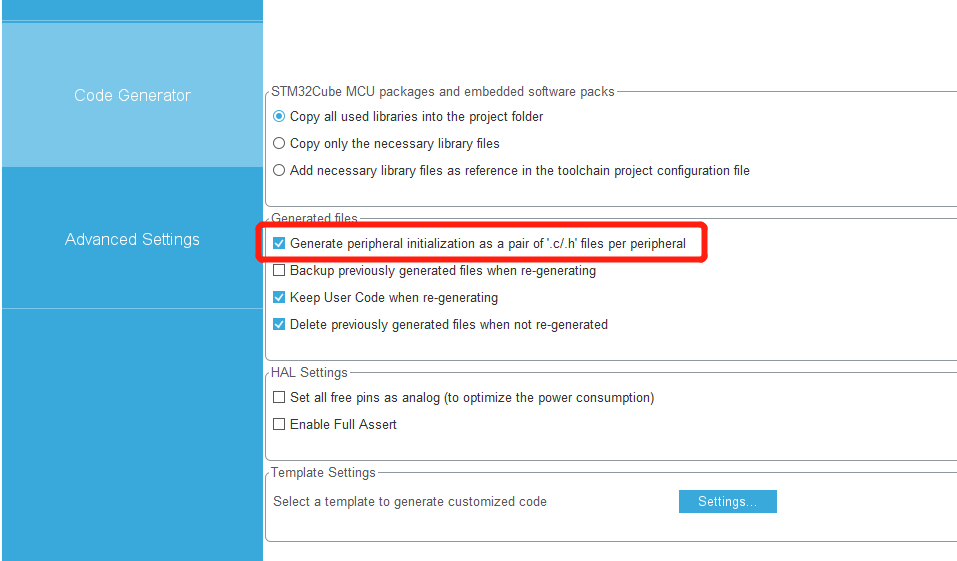 Code Generator
Advanced Settings
STM32Cube MCU packages and embedded software packs
Copy all used libraries into the project folder
Copy only the necessary library files
Add necessary library files as reference in the toolchain project configuration file
Generated files
Generate peripheral initialization as a pair of '.c/.h' files per peripheral
Backup previously generated files when re-generating
Keep User Code when re-generating
Delete previously generated files when not re-generated
HAL Settings
Set all free pins as analog (to optimize the power consumption)
Enable Full Assert
Template Settings
Select a template to generate customized code
Settings...